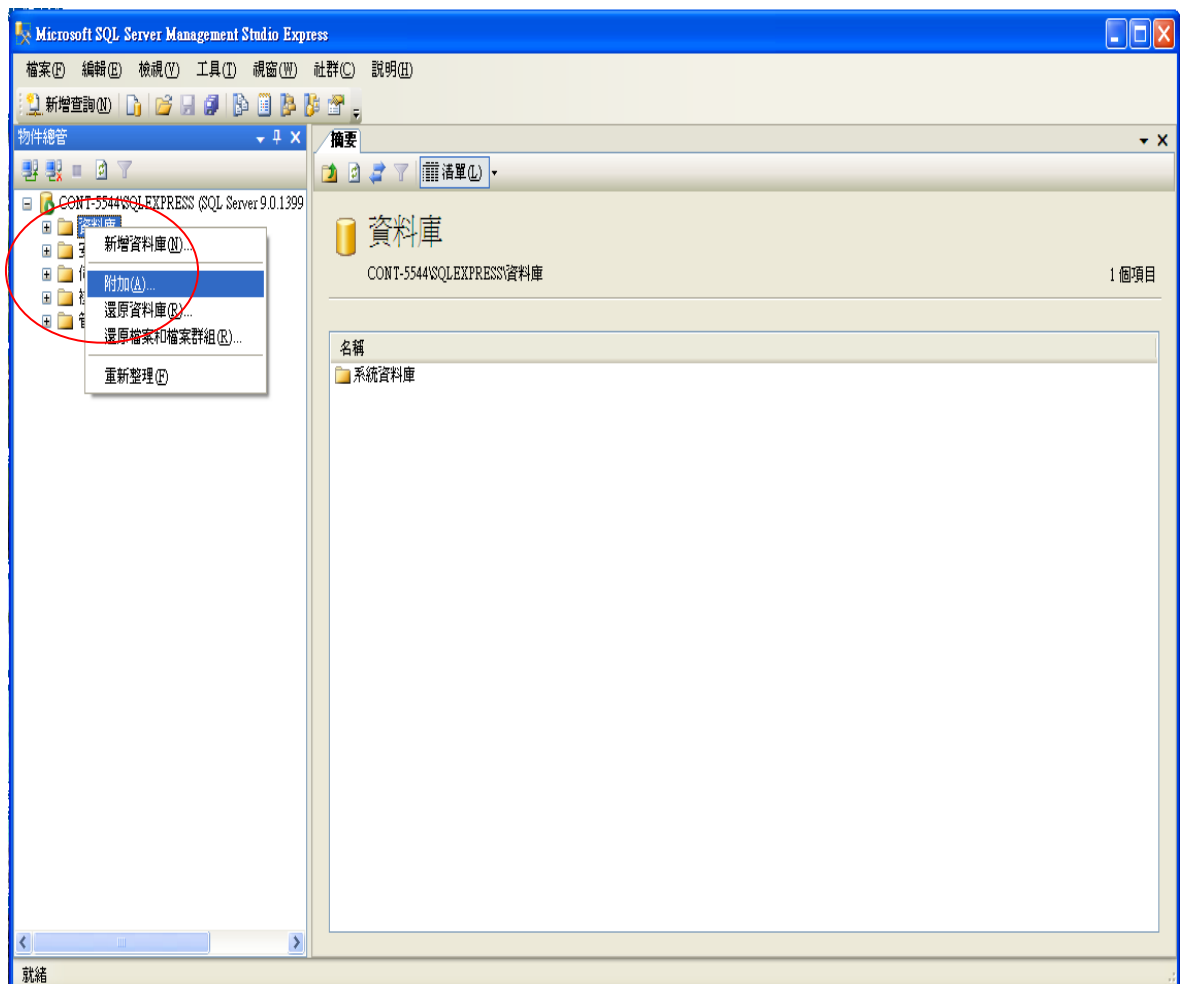 Microsoft SQL Server Management Studio Express
檔案(F) 編輯(E) 檢視(V) 工具(T) 視窗(W) 社群(C) 說明(H)
新增查詢(N)
物件總管
摘要
清單(L)
CONT-5544\SQLEXPRESS (SQL Server 9.0.1399
資料庫
新增資料庫(N)...
附加(A)...
還原資料庫(R)...
還原檔案和檔案群組(R)...
重新整理(F)
資料庫
CONT-5544\SQLEXPRESS\資料庫
1 個項目
名稱
系統資料庫
就緒